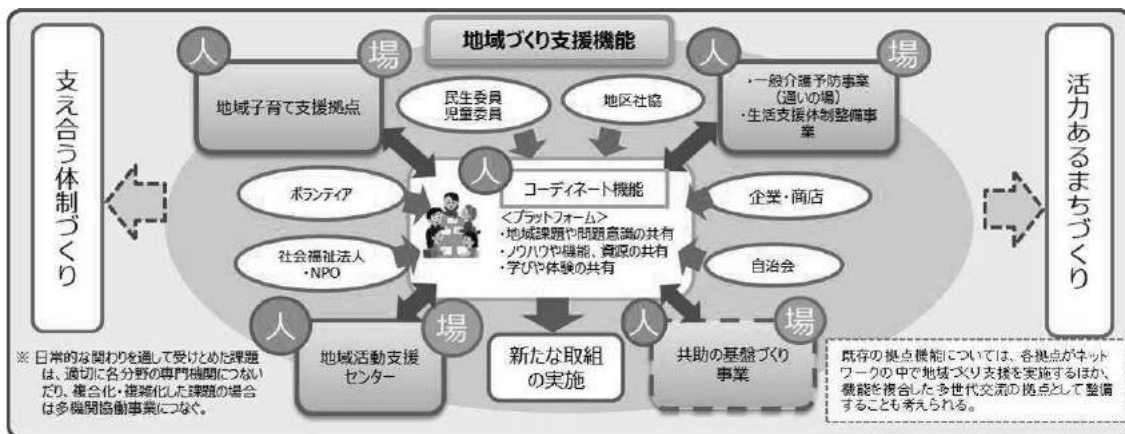 地域づくり支援機能
人
場
地域子育て支援拠点
民生委員
児童委員
地区社協
人
場
・一般介護予防事業
(通いの場)
・生活支援体制整備事
業
支え合う体制づくり
活力あるまちづくり
人
コーディネート機能
<プラットフォーム>
・地域課題や問題意識の共有
・ノウハウや機能、資源の共有
・学びや体験の共有
ボランティア
企業・商店
社会福祉法人
・NPO
自治会
人
場
地域活動支援
センター
新たな取組
の実施
人
場
共助の基盤づくり
事業
※ 日常的な関わりを通して受けとめた課題
は、適切に各分野の専門機関につない
だり、複合化・複雑化した課題の場合
は多機関協働事業につなぐ。
既存の拠点機能については、各拠点がネット
ワークの中で地域づくり支援を実施するほか、
機能を複合した多世代交流の拠点として整備
することも考えられる。